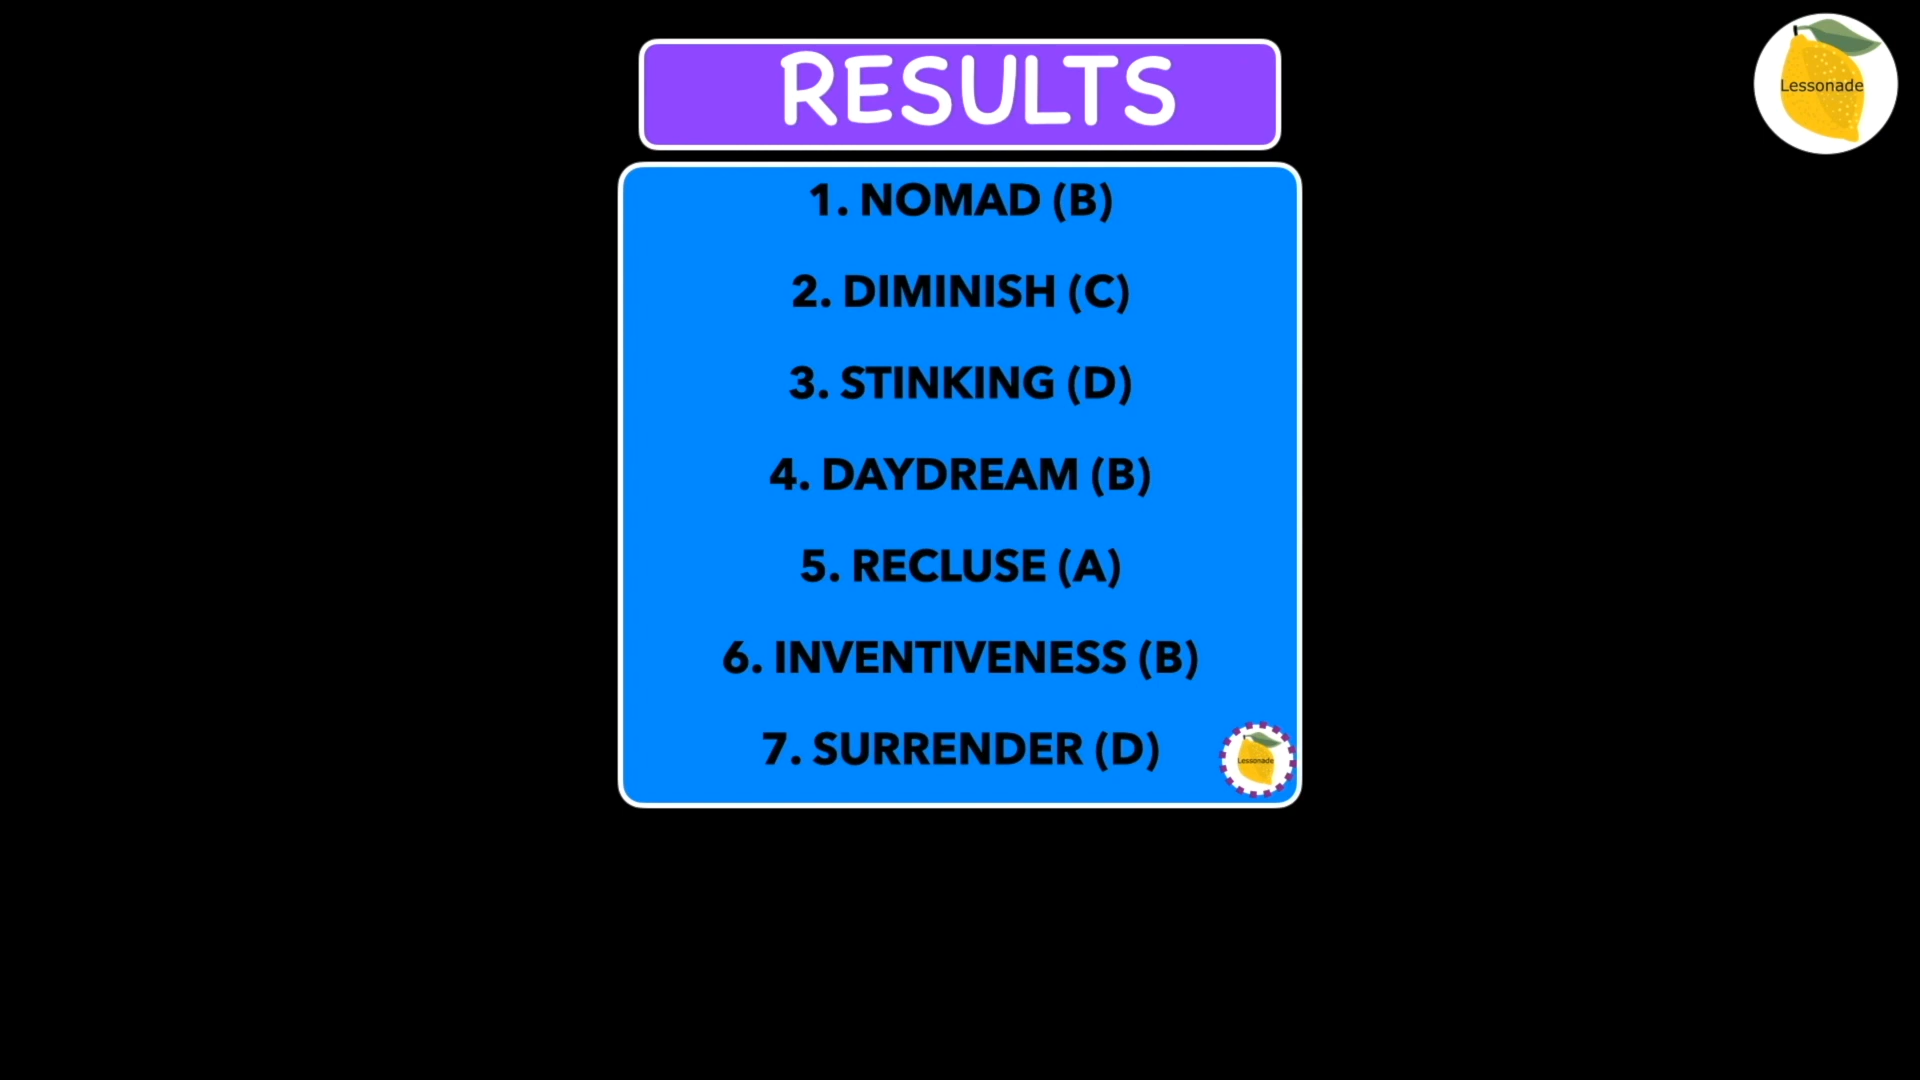 RESULTS
Lessonade
1. NOMAD (B)
2. DIMINISH (C)
3. STINKING (D)
4. DAYDREAM (B)
5. RECLUSE (A)
6. INVENTIVENESS (B)
7. SURRENDER (D)
Lessonade